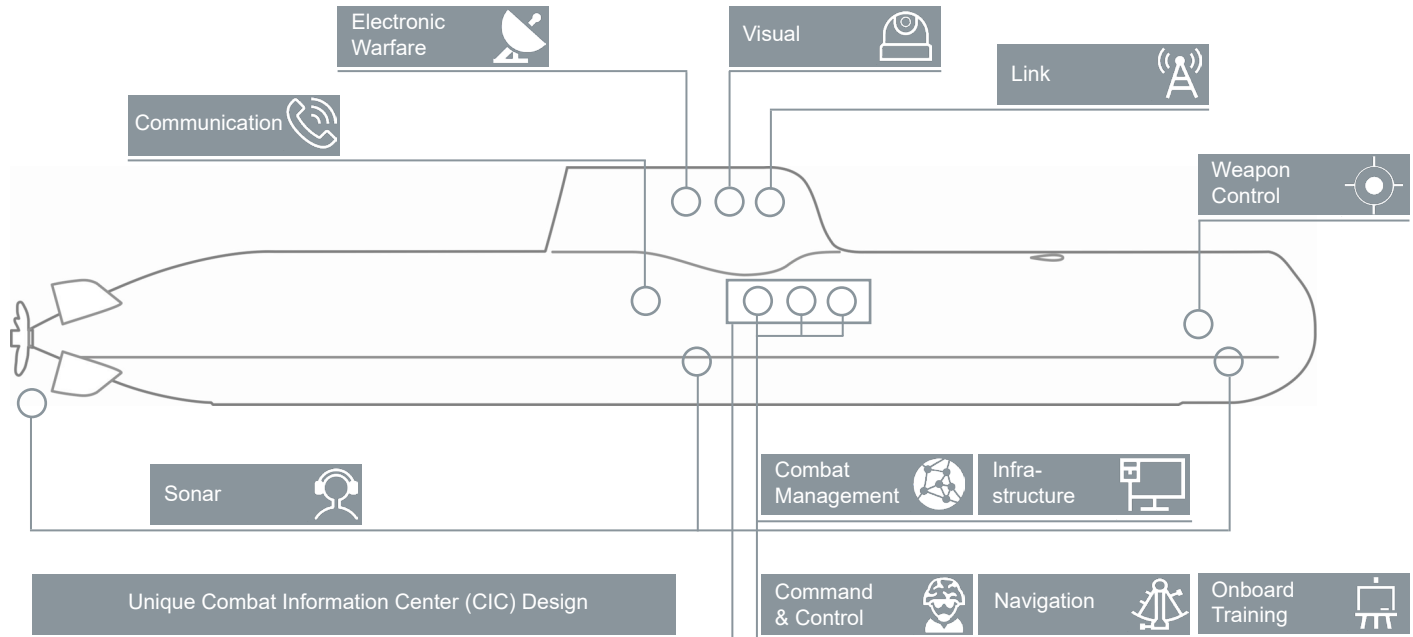 Electronic
Warfare
Visual
Link
Communication
Weapon
Control
Sonar
Combat
Management
Infra-
structure
Unique Combat Information Center (CIC) Design
Command
& Control
Navigation
Onboard
Training